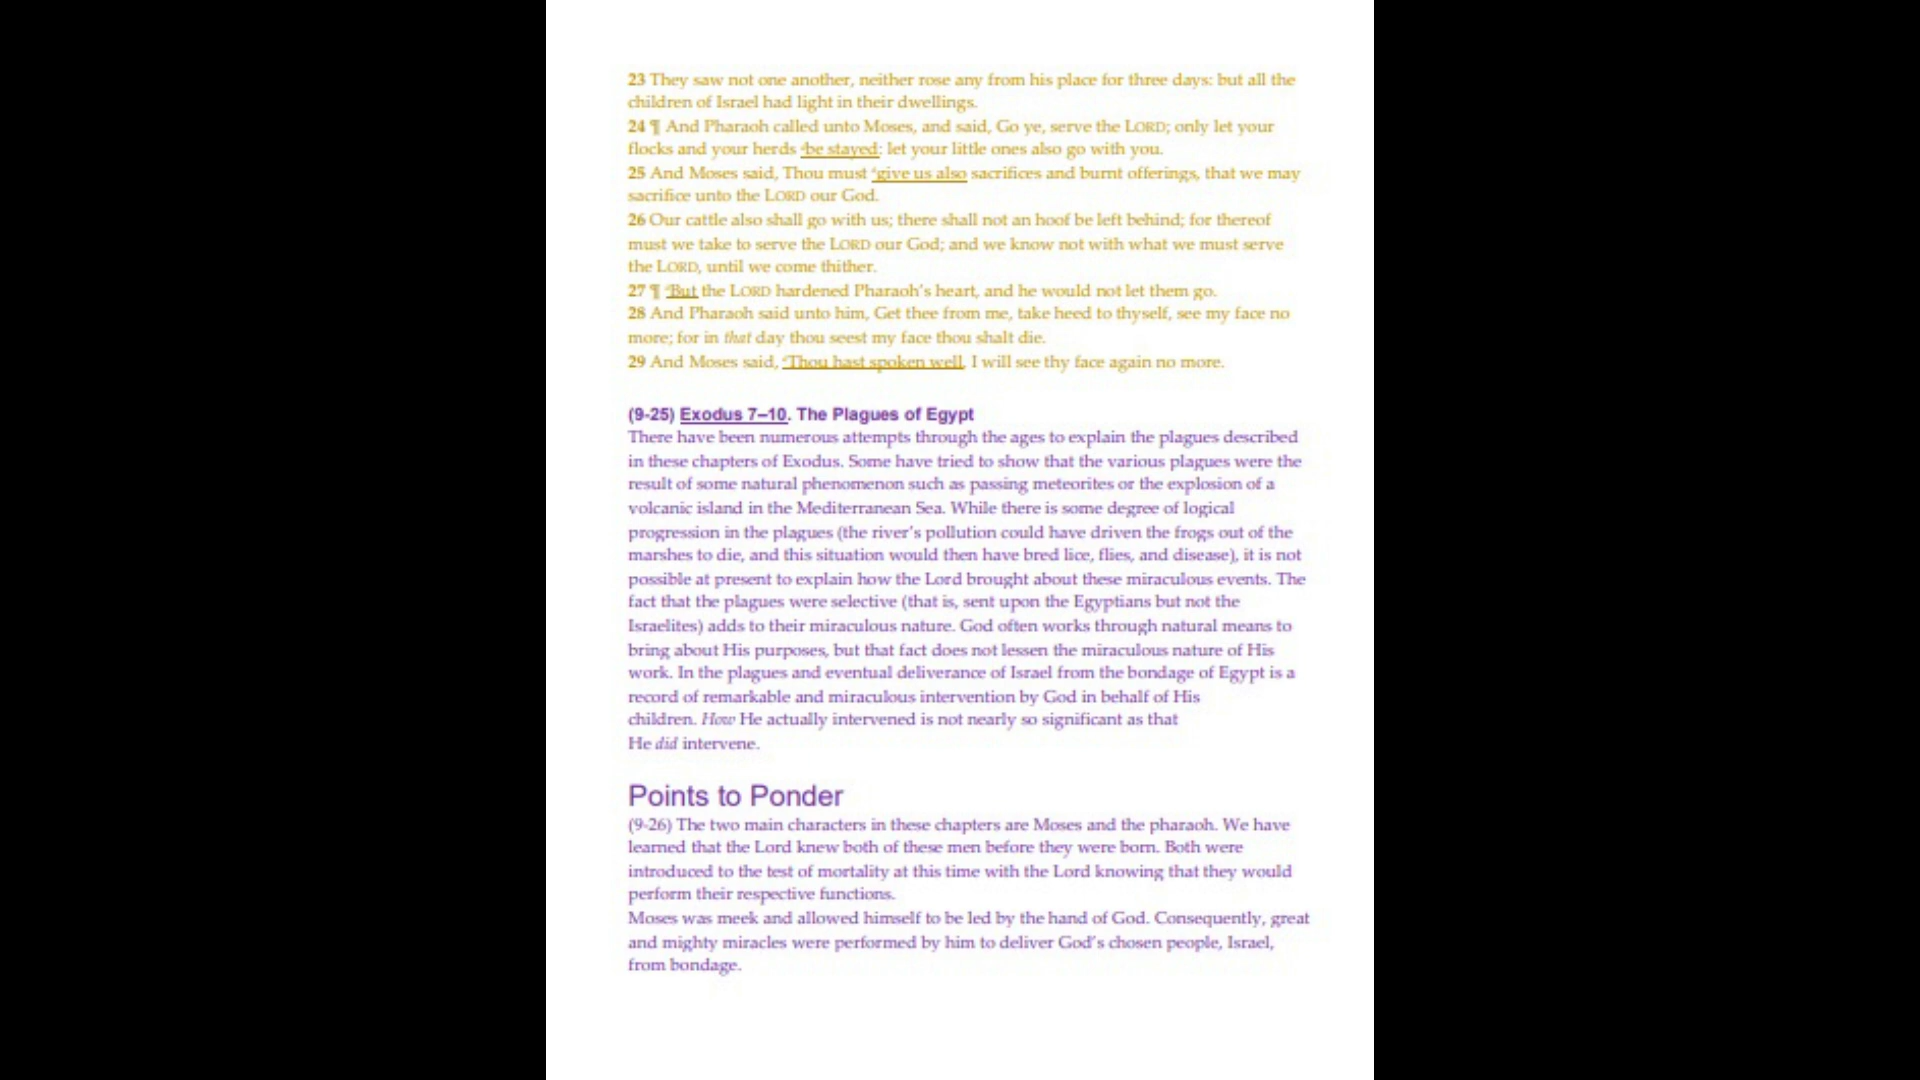 23 They saw not one another, neither rose any from his place for three days: but all the
children of Israel had light in their dwellings.
24 ¶ And Pharaoh called unto Moses, and said, Go ye, serve the LORD; only let your
flocks and your herds be stayed: let your little ones also go with you.
25 And Moses said, Thou must give us also sacrifices and burnt offerings, that we may
sacrifice unto the LORD our God.
26 Our cattle also shall go with us; there shall not an hoof be left behind; for thereof
must we take to serve the LORD our God; and we know not with what we must serve
the LORD, until we come thither.
27 ¶ But the LORD hardened Pharaoh's heart, and he would not let them go.
28 And Pharaoh said unto him, Get thee from me, take heed to thyself, see my face no
more; for in that day thou seest my face thou shalt die.
29 And Moses said, Thou hast spoken well, I will see thy face again no more.
(9-25) Exodus 7–10. The Plagues of Egypt
There have been numerous attempts through the ages to explain the plagues described
in these chapters of Exodus. Some have tried to show that the various plagues were the
result of some natural phenomenon such as passing meteorites or the explosion of a
volcanic island in the Mediterranean Sea. While there is some degree of logical
progression in the plagues (the river's pollution could have driven the frogs out of the
marshes to die, and this situation would then have bred lice, flies, and disease), it is not
possible at present to explain how the Lord brought about these miraculous events. The
fact that the plagues were selective (that is, sent upon the Egyptians but not the
Israelites) adds to their miraculous nature. God often works through natural means to
bring about His purposes, but that fact does not lessen the miraculous nature of His
work. In the plagues and eventual deliverance of Israel from the bondage of Egypt is a
record of remarkable and miraculous intervention by God in behalf of His
children. How He actually intervened is not nearly so significant as that
He did intervene.
Points to Ponder
(9-26) The two main characters in these chapters are Moses and the pharaoh. We have
learned that the Lord knew both of these men before they were born. Both were
introduced to the test of mortality at this time with the Lord knowing that they would
perform their respective functions.
Moses was meek and allowed himself to be led by the hand of God. Consequently, great
and mighty miracles were performed by him to deliver God's chosen people, Israel,
from bondage.